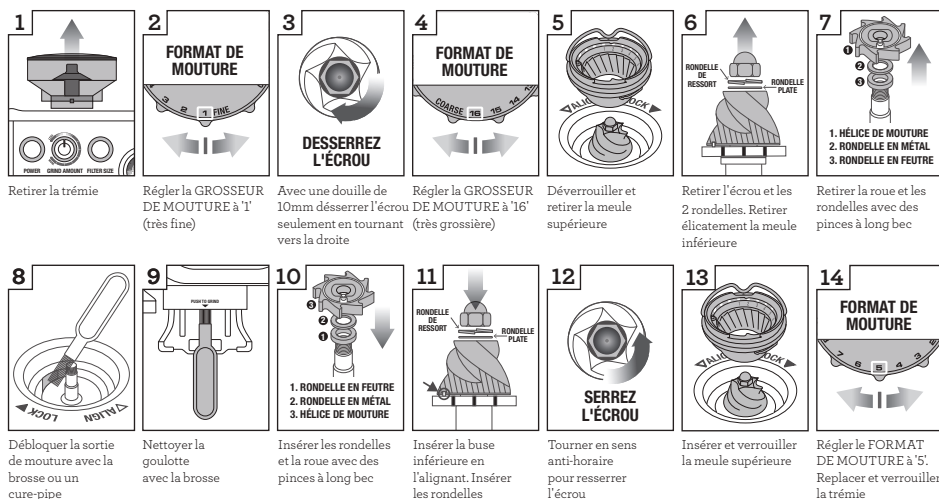 1
POWER GRIND AMOUNT FILTER SIZE
Retirer la trémie
2
FORMAT DE
MOUTURE
3 2 1 FINE
Régler la GROSSEUR
DE MOUTURE à '1'
(très fine)
3
DESSERREZ
L'ÉCROU
Avec une douille de
10mm désserrer l'écrou
seulement en tournant
vers la droite
4
FORMAT DE
MOUTURE
COARSE 16 15 14
Régler la GROSSEUR
DE MOUTURE à '16'
(très grossière)
5
Déverrouiller et
retirer la meule
supérieure
6
RONDELLE
DE
RESSORT
RONDELLE
PLATE
Retirer l'écrou et les
2 rondelles. Retirer
élicatement la meule
inférieure
7
1
2
3
1. HÉLICE DE MOUTURE
2. RONDELLE EN MÉTAL
3. RONDELLE EN FEUTRE
Retirer la roue et les
rondelles avec des
pinces à long bec
8
LOCK ALIGN
Débloquer la sortie
de mouture avec la
brosse ou un
cure-pipe
9
PUSH TO GRIND
Nettoyer la
goulotte
avec la brosse
10
3
2
1
1. RONDELLE EN FEUTRE
2. RONDELLE EN MÉTAL
3. HÉLICE DE MOUTURE
Insérer les rondelles
et la roue avec des
pinces à long bec
11
RONDELLE
DE
RESSORT
RONDELLE
PLATE
Insérer la buse
inférieure en
l'alignant. Insérer
les rondelles
12
SERREZ
L'ÉCROU
Tourner en sens
anti-horaire
pour resserrer
l'écrou
13
Insérer et verrouiller
la meule supérieure
14
FORMAT DE
MOUTURE
7 6 5 4 3
Régler le FORMAT
DE MOUTURE à '5'.
Replacer et verrouiller
la trémie